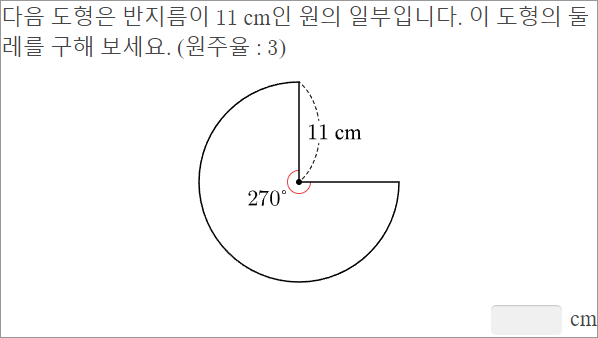 다음 도형은 반지름이 11 cm인 원의 일부입니다. 이 도형의 둘
레를 구해 보세요. (원주율 : 3)
11 cm
270°
cm